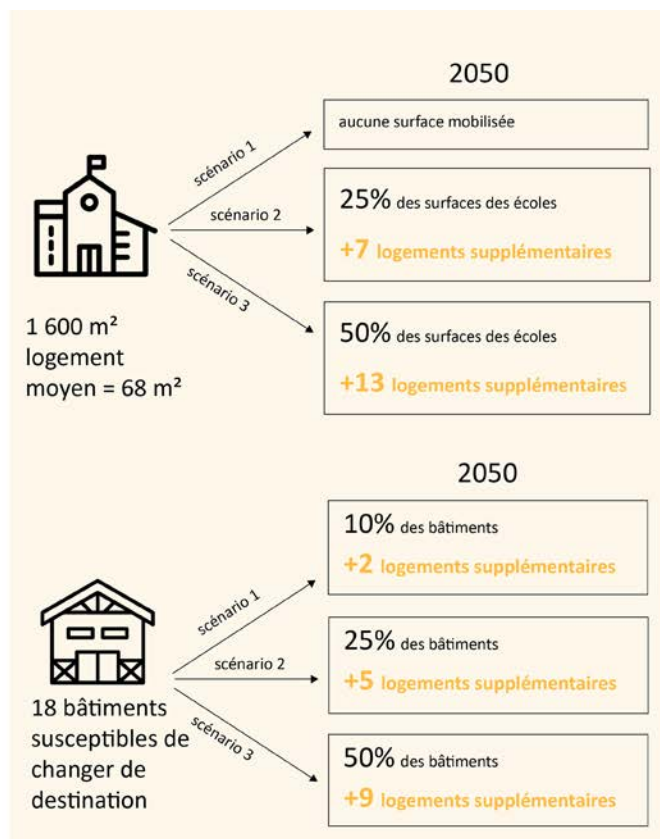 2050
scénario 1
aucune surface mobilisée
scénario 2
25% des surfaces des écoles
+7 logements supplémentaires
scénario 3
50% des surfaces des écoles
+13 logements supplémentaires
1 600 m²
logement
moyen = 68 m²
2050
scénario 1
10% des bâtiments
+2 logements supplémentaires
scénario 2
25% des bâtiments
+5 logements supplémentaires
scénario 3
50% des bâtiments
+9 logements supplémentaires
18 bâtiments
susceptibles de
changer de
destination